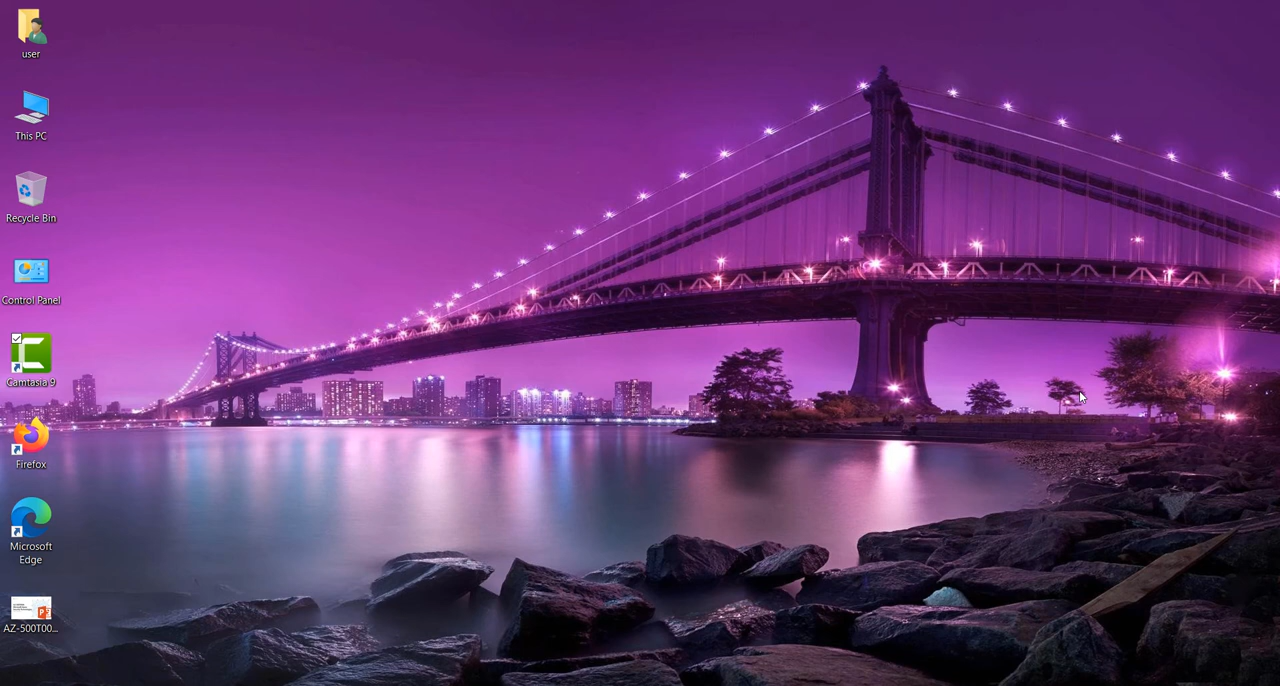 user
This PC
Recycle Bin
Control Panel
Camtasia 9
Firefox
Microsoft
Edge
AZ-500T00...